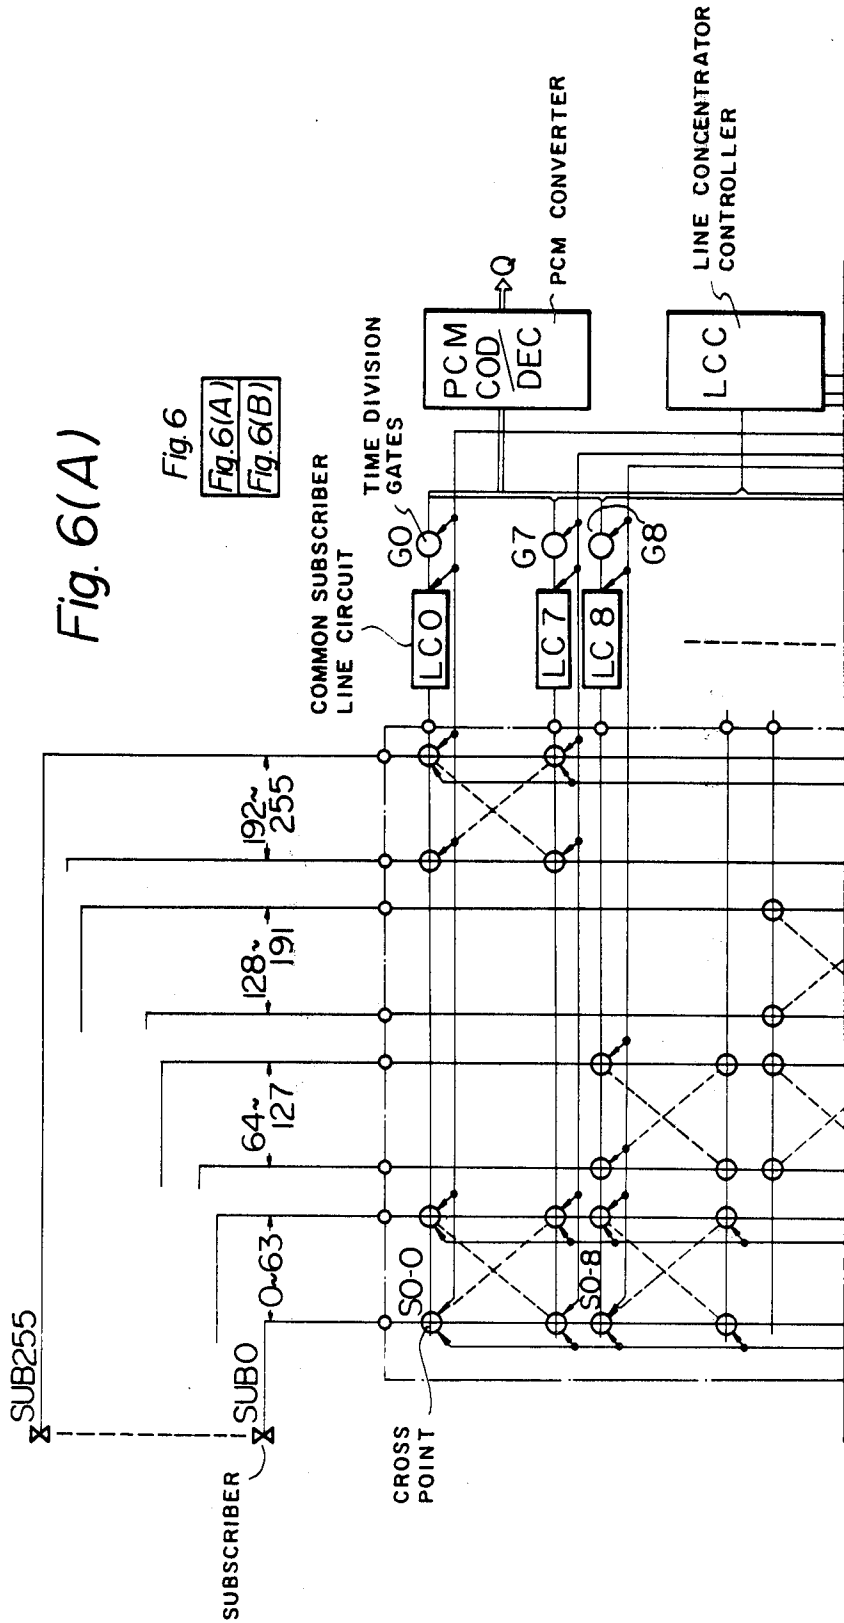 Fig. 6(A)
Fig. 6
Fig. 6(A)
Fig. 6(B)
SUB255
SUB0
SUBSCRIBER
0~63
64~
127
128~
191
192~
255
COMMON SUBSCRIBER
LINE CIRCUIT
TIME DIVISION
GATES
CROSS
POINT
S0-0
S0-8
LC0
LC7
LC8
G0
G7
G8
PCM
COD/
DEC
Q
PCM CONVERTER
LCC
LINE CONCENTRATOR
CONTROLLER